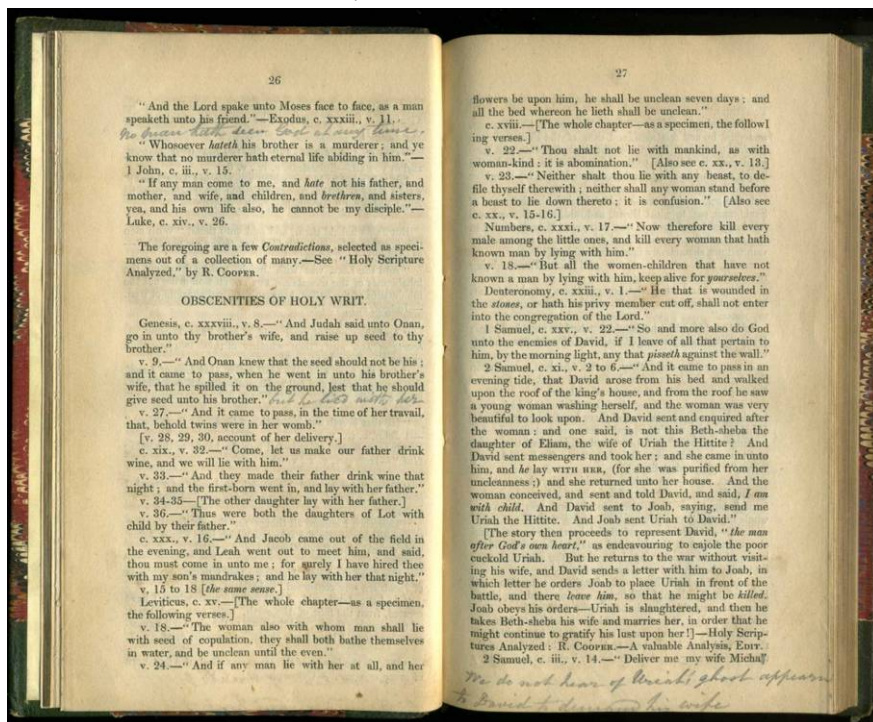 26
" And the Lord spake unto Moses face to face, as a man
speaketh unto his friend."—Exodus, c. xxxiii., v. 11.
No man hath seen God at any time.
" Whosoever hateth his brother is a murderer ; and ye
know that no murderer hath eternal life abiding in him."—
1 John, c. iii., v. 15.
" If any man come to me, and hate not his father, and
mother, and wife, and children, and brethren, and sisters,
yea, and his own life also, he cannot be my disciple."—
Luke, c. xiv., v. 26.
The foregoing are a few Contradictions, selected as speci-
mens out of a collection of many.—See " Holy Scripture
Analyzed," by R. COOPER.
OBSCENITIES OF HOLY WRIT.
Genesis, c. xxxviii., v. 8.—" And Judah said unto Onan,
go in unto thy brother's wife, and raise up seed to thy
brother."
v. 9.—" And Onan knew that the seed should not be his ;
and it came to pass, when he went in unto his brother's
wife, that he spilled it on the ground, lest that he should
give seed unto his brother." but he lied with her
v. 27.—" And it came to pass, in the time of her travail,
that, behold twins were in her womb."
[v. 28, 29, 30, account of her delivery.]
c. xix., v. 32.—" Come, let us make our father drink
wine, and we will lie with him."
v. 33.—" And they made their father drink wine that
night ; and the first-born went in, and lay with her father."
v. 34-35—[The other daughter lay with her father.]
v. 36.—" Thus were both the daughters of Lot with
child by their father."
c. xxx., v. 16.—" And Jacob came out of the field in
the evening, and Leah went out to meet him, and said,
thou must come in unto me ; for surely I have hired thee
with my son's mandrakes ; and he lay with her that night."
v. 15 to 18 [the same sense.]
Leviticus, c. xv.—[The whole chapter—as a specimen,
the following verses.]
v. 18.—" The woman also with whom man shall lie
with seed of copulation, they shall both bathe themselves
in water, and be unclean until the even."
v. 24.—" And if any man lie with her at all, and her
27
flowers be upon him, he shall be unclean seven days ; and
all the bed whereon he lieth shall be unclean."
c. xviii.—[The whole chapter—as a specimen, the followI
ing verses.]
v. 22.—" Thou shalt not lie with mankind, as with
woman-kind : it is abomination." [Also see c. xx., v. 13.]
v. 23.—" Neither shalt thou lie with any beast, to de-
file thyself therewith ; neither shall any woman stand before
a beast to lie down thereto ; it is confusion." [Also see
c. xx., v. 15-16.]
Numbers, c. xxxi., v. 17.—" Now therefore kill every
male among the little ones, and kill every woman that hath
known man by lying with him."
v. 18.—" But all the women-children that have not
known a man by lying with him, keep alive for yourselves."
Deuteronomy, c. xxiii., v. 1.—" He that is wounded in
the stones, or hath his privy member cut off, shall not enter
into the congregation of the Lord."
1 Samuel, c. xxv., v. 22.—" So and more also do God
unto the enemies of David, if I leave of all that pertain to
him, by the morning light, any that pisseth against the wall."
2 Samuel, c. xi., v. 2 to 6.—" And it came to pass in an
evening tide, that David arose from his bed and walked
upon the roof of the king's house, and from the roof he saw
a young woman washing herself, and the woman was very
beautiful to look upon. And David sent and enquired after
the woman : and one said, is not this Beth-sheba the
daughter of Eliam, the wife of Uriah the Hittite ? And
David sent messengers and took her ; and she came in unto
him, and he lay WITH HER, (for she was purified from her
uncleanness ;) and she returned unto her house. And the
woman conceived, and sent and told David, and said, I am
with child. And David sent to Joab, saying, send me
Uriah the Hittite. And Joab sent Uriah to David."
[The story then proceeds to represent David, " the man
after God's own heart," as endeavouring to cajole the poor
cuckold Uriah. But he returns to the war without visit-
ing his wife, and David sends a letter with him to Joab, in
which letter he orders Joab to place Uriah in front of the
battle, and there leave him, so that he might be killed.
Joab obeys his orders—Uriah is slaughtered, and then he
takes Beth-sheba his wife and marries her, in order that he
might continue to gratify his lust upon her !]—Holy Scrip-
tures Analyzed : R. COOPER.—A valuable Analysis, EDIT.
2 Samuel, c. iii., v. 14.—" Deliver me my wife Michal
We do not hear of Uriah's ghost appearing
to David to demand his wife